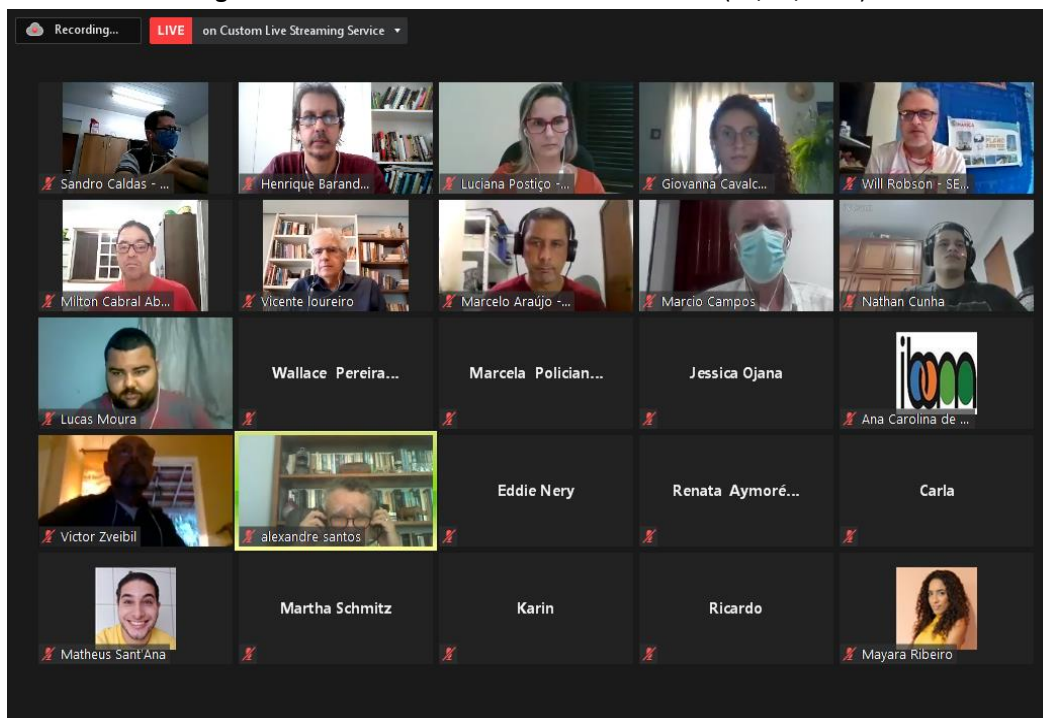 Recording...
LIVE on Custom Live Streaming Service
Sandro Caldas - ...
Henrique Barand...
Luciana Postiço -...
Giovanna Cavalc...
Will Robson - SE...
Milton Cabral Ab...
Vicente loureiro
Marcelo Araújo -...
Marcio Campos
Nathan Cunha
Lucas Moura
Wallace Pereira...
Marcela Polician...
Jessica Ojana
ibam
Ana Carolina de ...
Victor Zveibil
alexandre santos
Eddie Nery
Renata Aymoré...
Carla
Matheus Sant'Ana
Martha Schmitz
Karin
Ricardo
Mayara Ribeiro